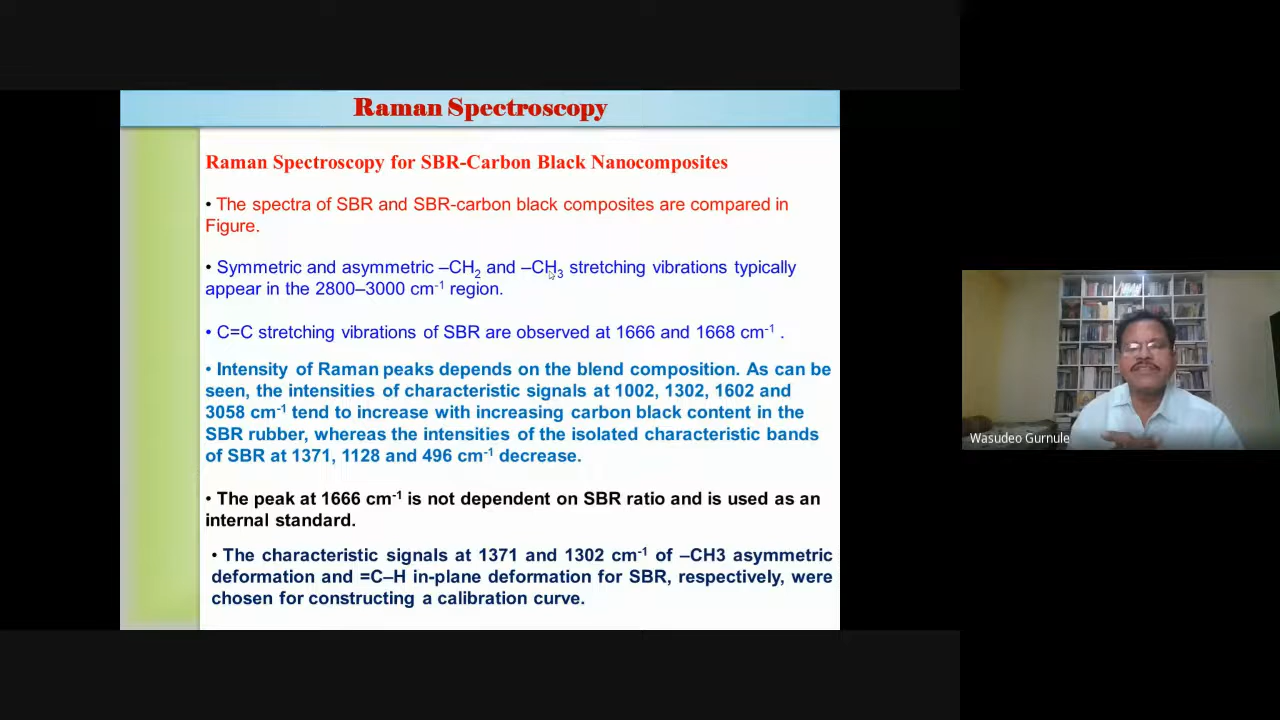 Raman Spectroscopy
Raman Spectroscopy for SBR-Carbon Black Nanocomposites
• The spectra of SBR and SBR-carbon black composites are compared in
Figure.
• Symmetric and asymmetric –CH₂ and –CH₃ stretching vibrations typically
appear in the 2800–3000 cm⁻¹ region.
• C=C stretching vibrations of SBR are observed at 1666 and 1668 cm⁻¹ .
• Intensity of Raman peaks depends on the blend composition. As can be
seen, the intensities of characteristic signals at 1002, 1302, 1602 and
3058 cm⁻¹ tend to increase with increasing carbon black content in the
SBR rubber, whereas the intensities of the isolated characteristic bands
of SBR at 1371, 1128 and 496 cm⁻¹ decrease.
• The peak at 1666 cm⁻¹ is not dependent on SBR ratio and is used as an
internal standard.
• The characteristic signals at 1371 and 1302 cm⁻¹ of –CH3 asymmetric
deformation and =C–H in-plane deformation for SBR, respectively, were
chosen for constructing a calibration curve.
Wasudeo Gurnule